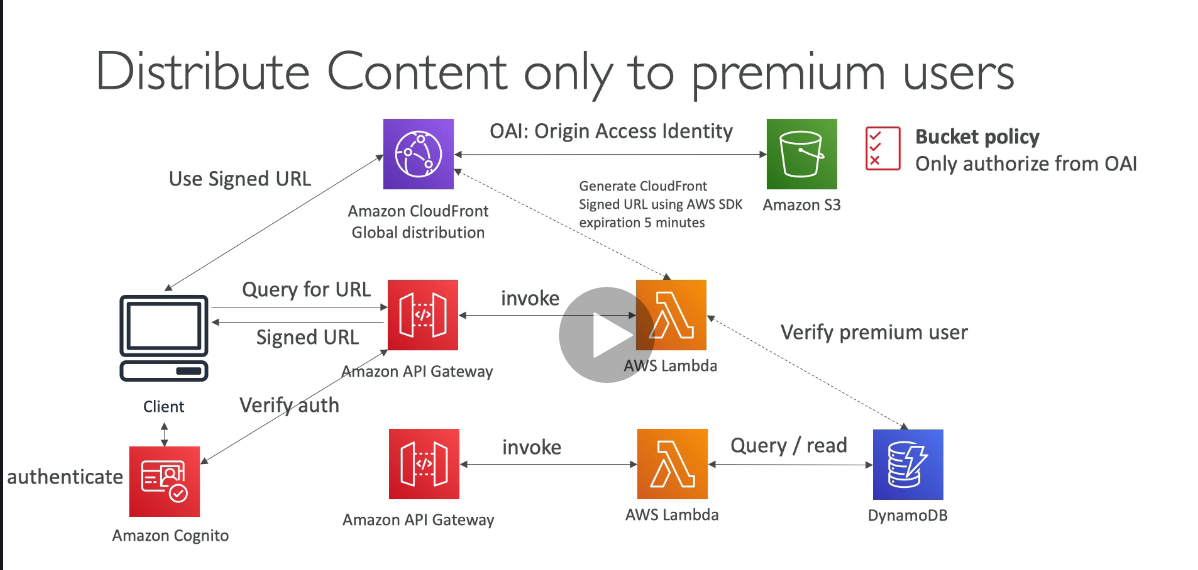 Distribute Content only to premium users
OAI: Origin Access Identity
Bucket policy
Only authorize from OAI
Use Signed URL
Generate CloudFront
Signed URL using AWS SDK
expiration 5 minutes
Amazon S3
Amazon CloudFront
Global distribution
Query for URL
invoke
Signed URL
Verify premium user
Amazon API Gateway
AWS Lambda
Client
Verify auth
invoke
Query / read
authenticate
Amazon API Gateway
AWS Lambda
DynamoDB
Amazon Cognito